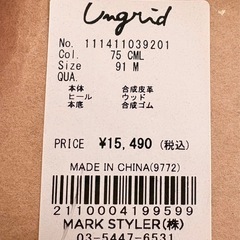 Ungrid
No. 111411039201
Col. 75 CML
Size 91 M
QUA.
本体 合成皮革
ヒール ウッド
本底 合成ゴム
PRICE ¥15,490 (税込)
MADE IN CHINA(9772)
2110004199599
MARK STYLER(株)
03-5447-6531